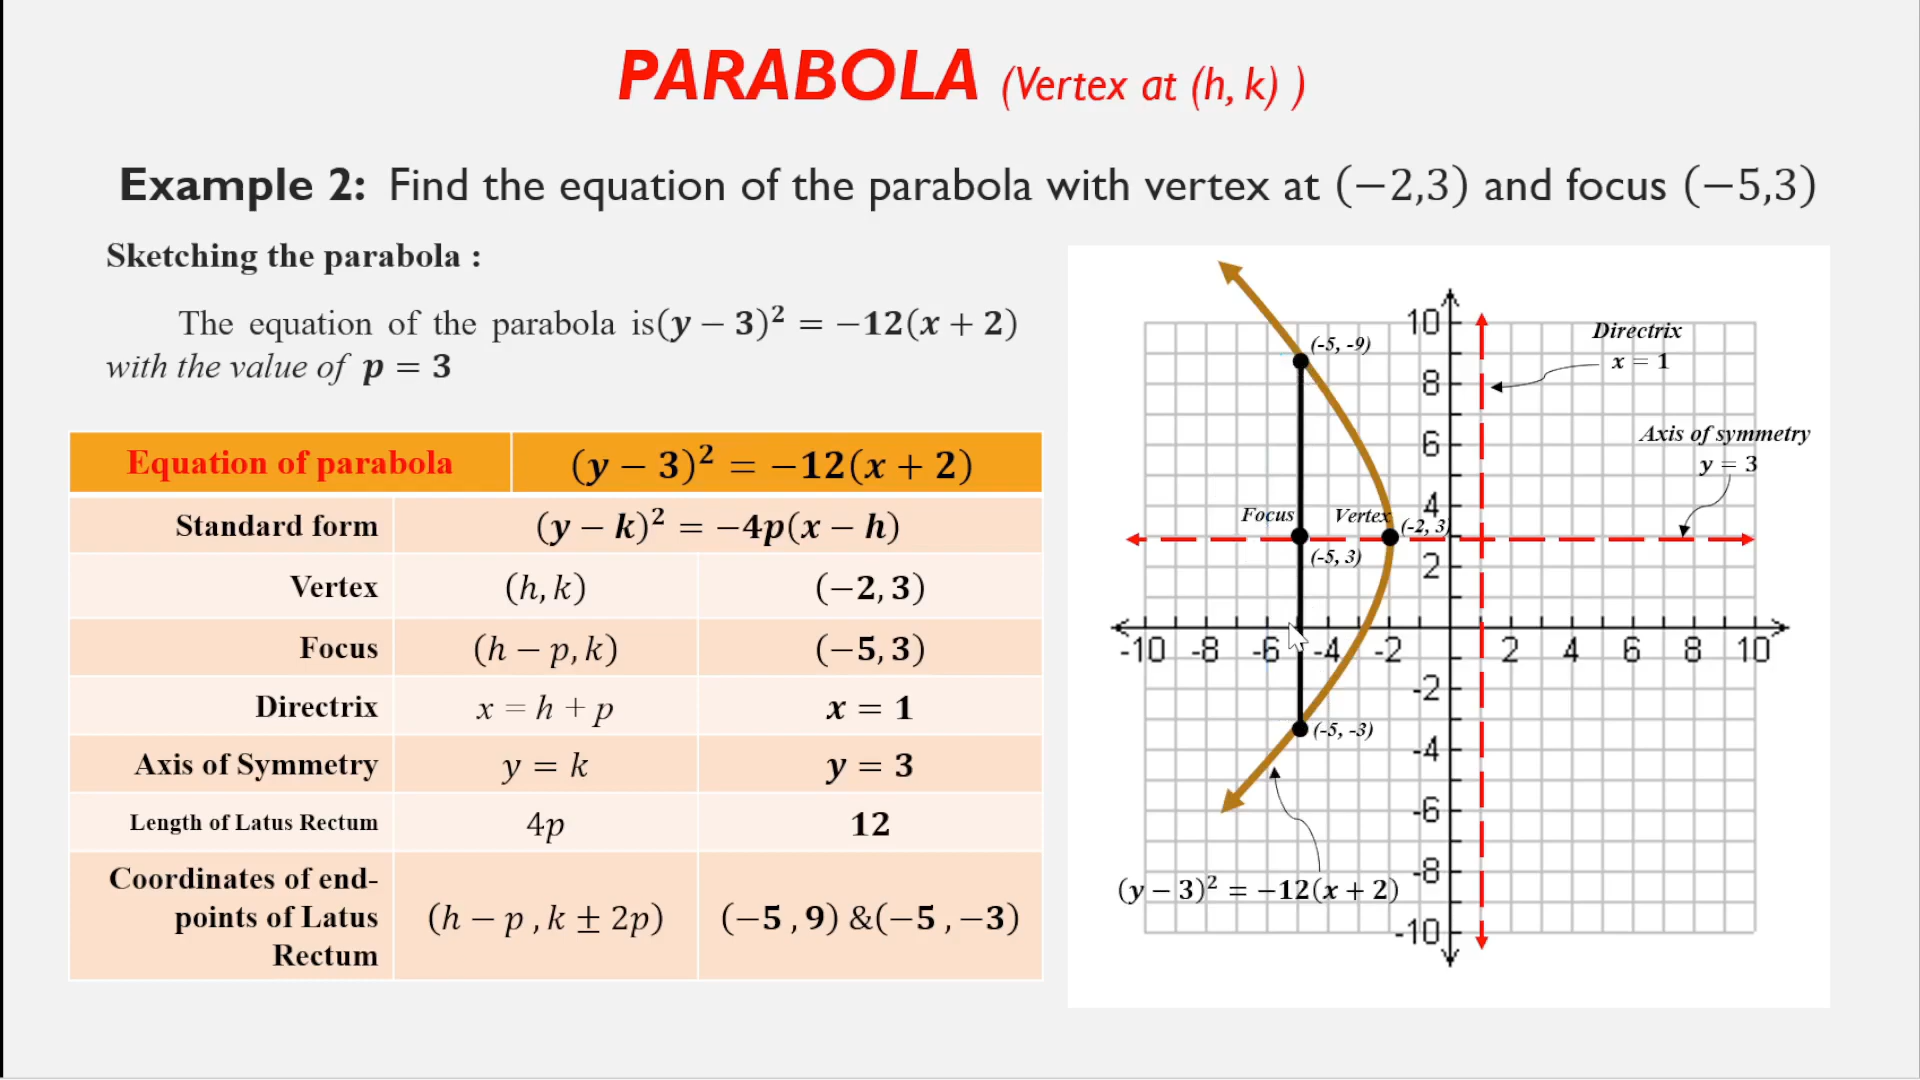 PARABOLA (Vertex at (h, k) )
Example 2: Find the equation of the parabola with vertex at (−2,3) and focus (−5,3)
Sketching the parabola :
The equation of the parabola is(y − 3)² = −12(x + 2)
with the value of p = 3
Equation of parabola (y − 3)² = −12(x + 2)
Standard form (y − k)² = −4p(x − h)
Vertex (h, k) (−2, 3)
Focus (h − p, k) (−5, 3)
Directrix x = h + p x = 1
Axis of Symmetry y = k y = 3
Length of Latus Rectum 4p 12
Coordinates of end-
points of Latus
Rectum
(h − p , k ± 2p) (−5 , 9) &(−5 , −3)
10
8
6
4
2
-2
-4
-6
-8
-10
-10 -8 -6 -4 -2 2 4 6 8 10
(-5, -9)
Directrix
x = 1
Axis of symmetry
y = 3
Focus
Vertex
(-2, 3)
(-5, 3)
(-5, -3)
(y − 3)² = −12(x + 2)